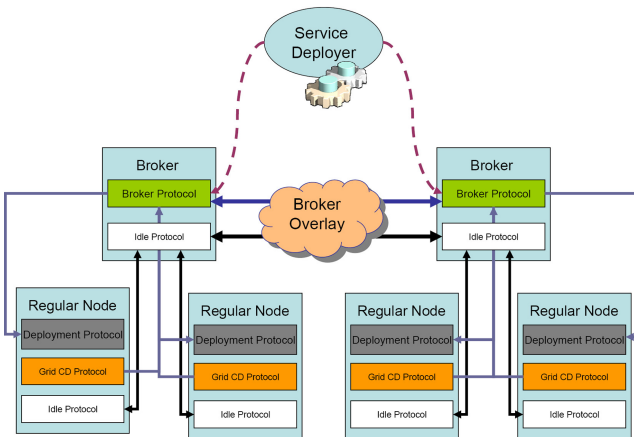 Service
Deployer
Broker
Broker Protocol
Idle Protocol
Broker
Overlay
Broker
Broker Protocol
Idle Protocol
Regular Node
Deployment Protocol
Grid CD Protocol
Idle Protocol
Regular Node
Deployment Protocol
Grid CD Protocol
Idle Protocol
Regular Node
Deployment Protocol
Grid CD Protocol
Idle Protocol
Regular Node
Deployment Protocol
Grid CD Protocol
Idle Protocol